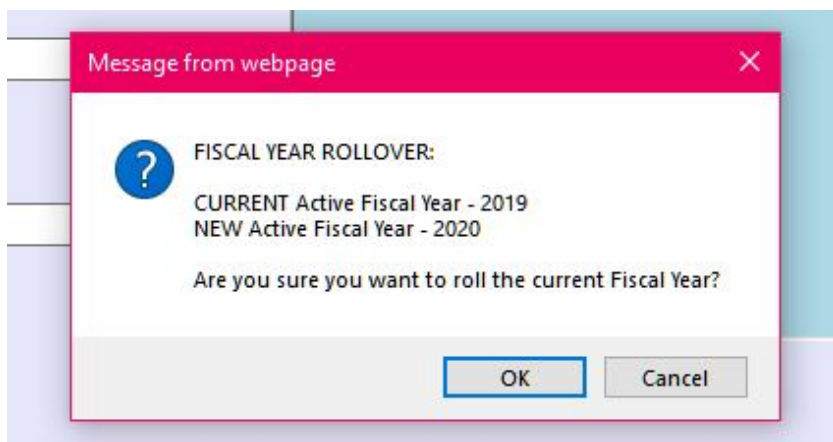 Message from webpage
FISCAL YEAR ROLLOVER:
CURRENT Active Fiscal Year - 2019
NEW Active Fiscal Year - 2020
Are you sure you want to roll the current Fiscal Year?
OK
Cancel